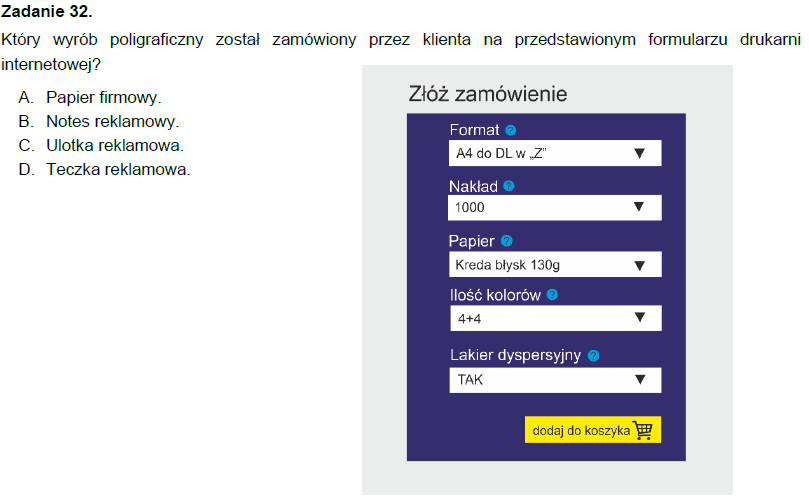 Zadanie 32.
Który wyrób poligraficzny został zamówiony przez klienta na przedstawionym formularzu drukarni
internetowej?
A. Papier firmowy.
B. Notes reklamowy.
C. Ulotka reklamowa.
D. Teczka reklamowa.
Złóż zamówienie
Format ?
A4 do DL w „Z”
Nakład ?
1000
Papier ?
Kreda błysk 130g
Ilość kolorów ?
4+4
Lakier dyspersyjny ?
TAK
dodaj do koszyka